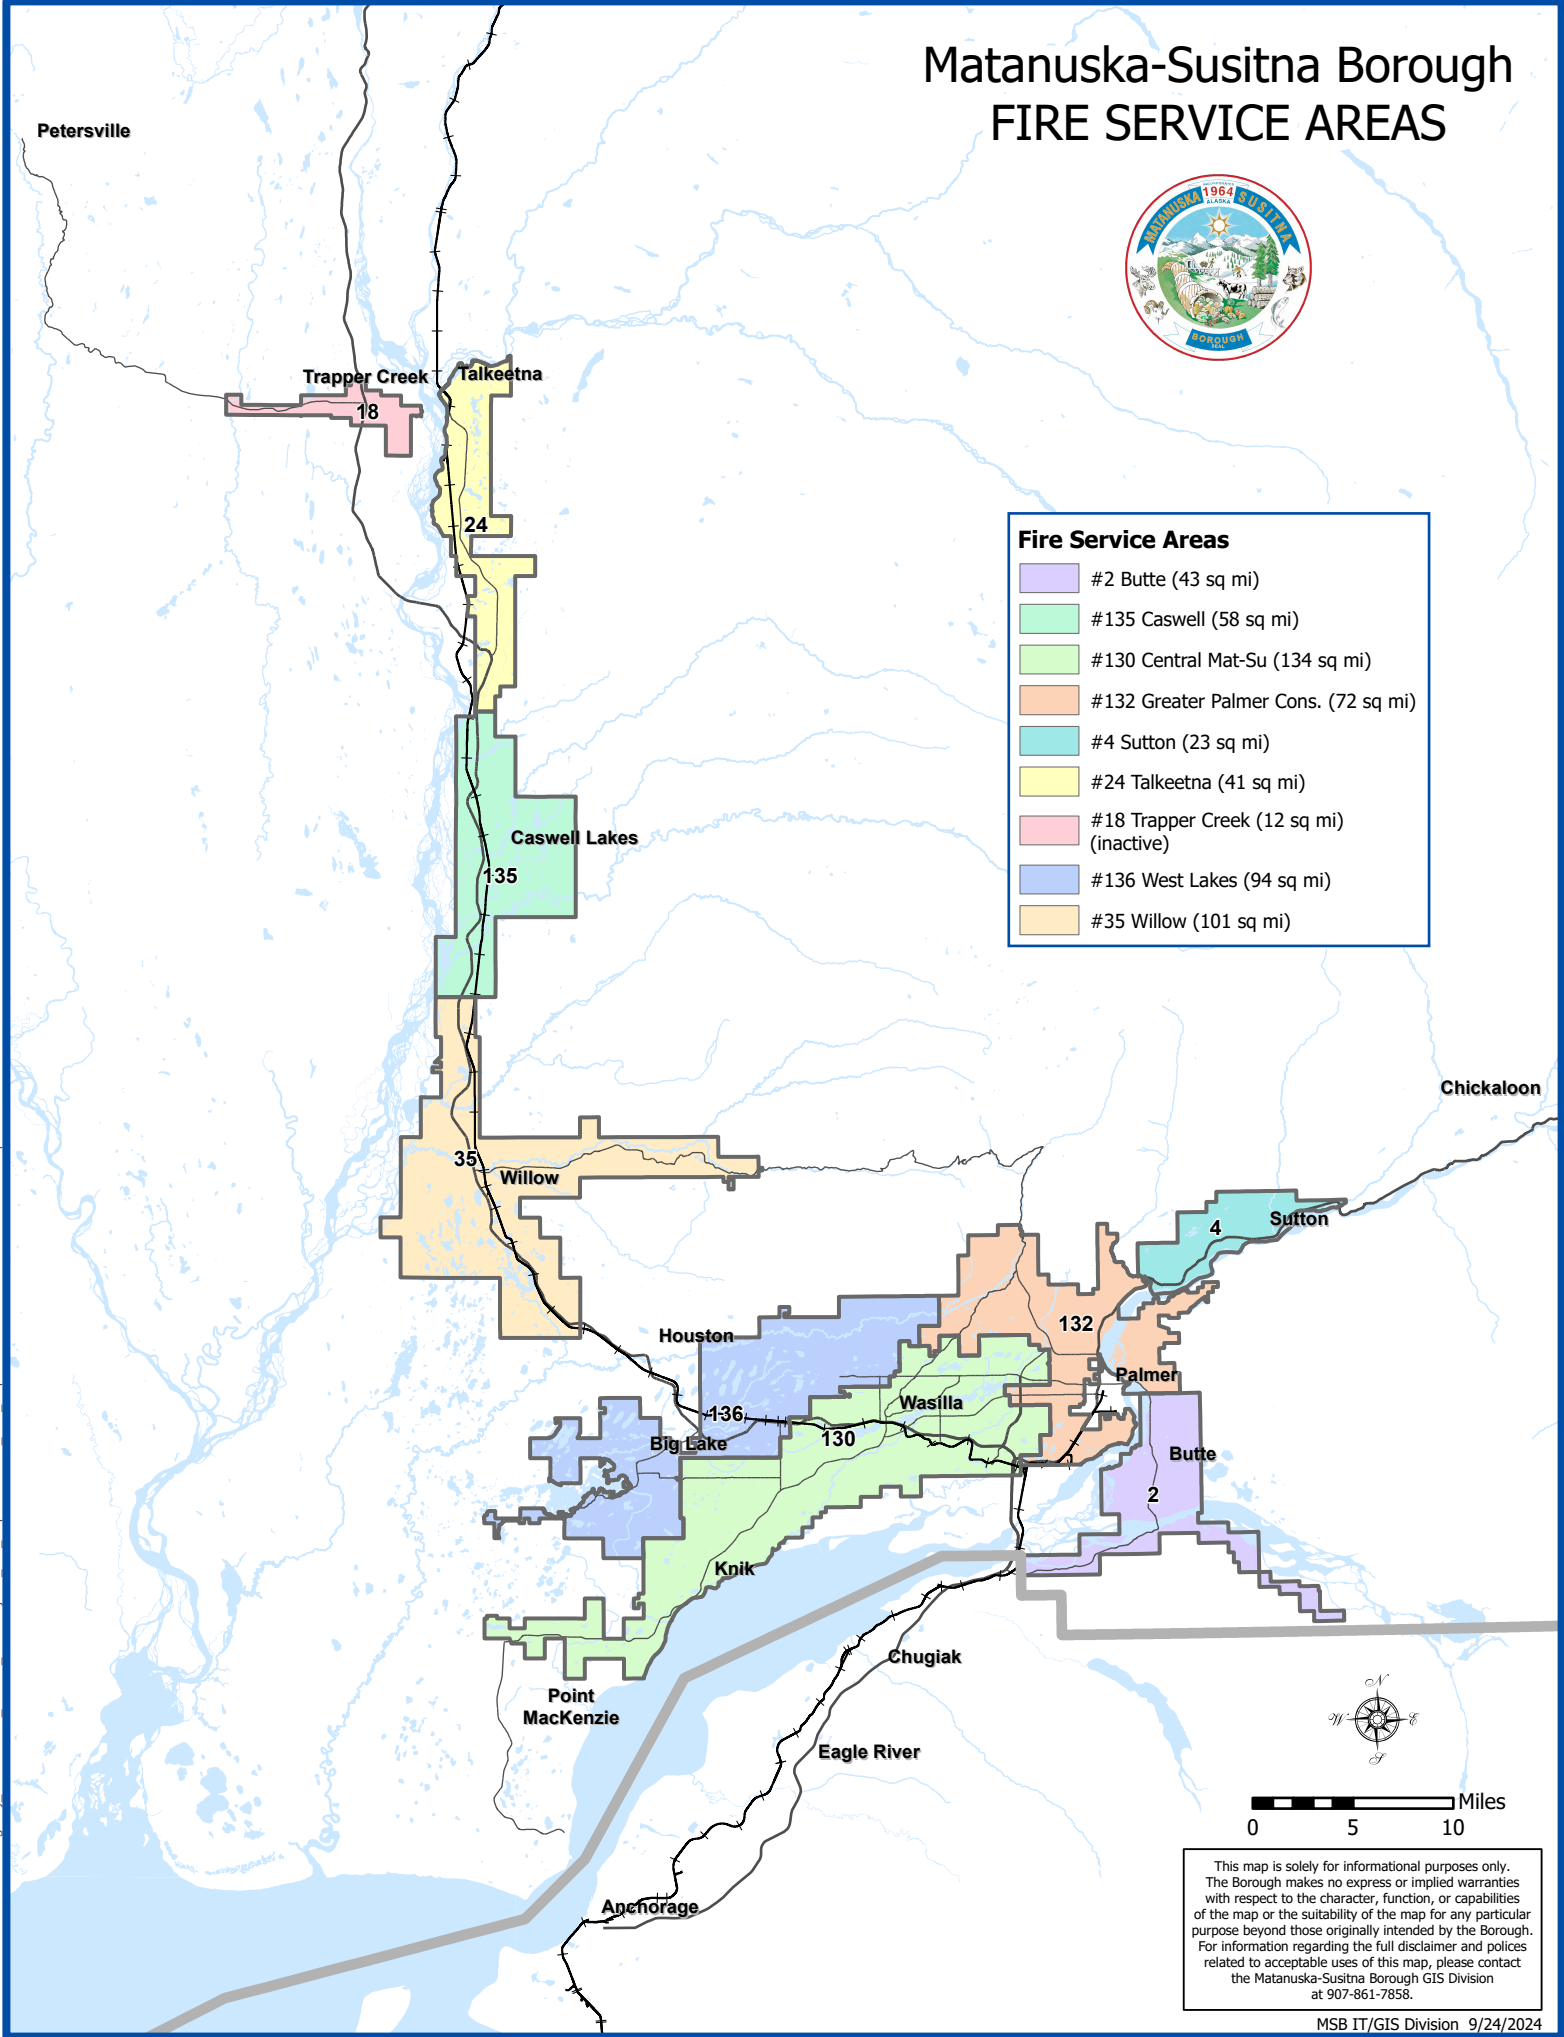 Matanuska-Susitna Borough
FIRE SERVICE AREAS
INCORPORATED
1964
ALASKA
MATANUSKA SUSITNA
BOROUGH
SEAL
Petersville
Trapper Creek
Talkeetna
18
24
Fire Service Areas
#2 Butte (43 sq mi)
#135 Caswell (58 sq mi)
#130 Central Mat-Su (134 sq mi)
#132 Greater Palmer Cons. (72 sq mi)
#4 Sutton (23 sq mi)
#24 Talkeetna (41 sq mi)
#18 Trapper Creek (12 sq mi)
(inactive)
#136 West Lakes (94 sq mi)
#35 Willow (101 sq mi)
Caswell Lakes
135
Chickaloon
35
Willow
4
Sutton
132
Houston
Palmer
Wasilla
136
130
Big Lake
Butte
2
Knik
Chugiak
Point
MacKenzie
Eagle River
Anchorage
N
W E
S
Miles
0 5 10
This map is solely for informational purposes only.
The Borough makes no express or implied warranties
with respect to the character, function, or capabilities
of the map or the suitability of the map for any particular
purpose beyond those originally intended by the Borough.
For information regarding the full disclaimer and polices
related to acceptable uses of this map, please contact
the Matanuska-Susitna Borough GIS Division
at 907-861-7858.
MSB IT/GIS Division 9/24/2024